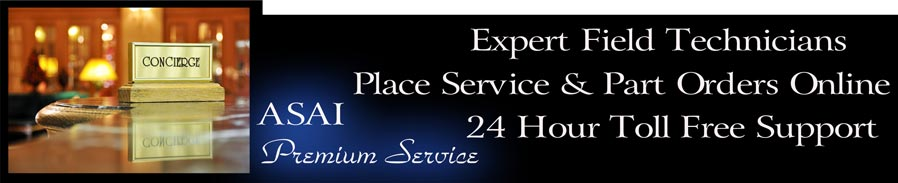 CONCIERGE
ASAI
Premium Service
Expert Field Technicians
Place Service & Part Orders Online
24 Hour Toll Free Support